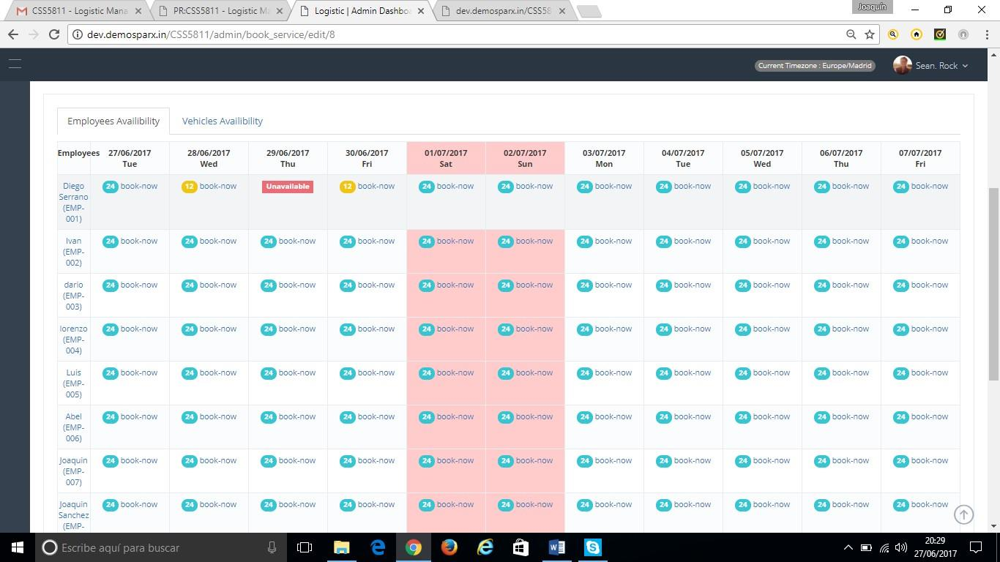 CSS5811 - Logistic Mana
PR:CSS5811 - Logistic M
Logistic | Admin Dashboa
dev.demosparx.in/CSS58
Joaquín
dev.demosparx.in/CSS5811/admin/book_service/edit/8
Current Timezone : Europe/Madrid
Sean. Rock
Employees Availibility
Vehicles Availibility
Employees 27/06/2017 28/06/2017 29/06/2017 30/06/2017 01/07/2017 02/07/2017 03/07/2017 04/07/2017 05/07/2017 06/07/2017 07/07/2017
Tue Wed Thu Fri Sat Sun Mon Tue Wed Thu Fri
Diego 24 book-now 12 book-now Unavailable 12 book-now 24 book-now 24 book-now 24 book-now 24 book-now 24 book-now 24 book-now 24 book-now
Serrano
(EMP-
001)
Ivan 24 book-now 24 book-now 24 book-now 24 book-now 24 book-now 24 book-now 24 book-now 24 book-now 24 book-now 24 book-now 24 book-now
(EMP-
002)
dario 24 book-now 24 book-now 24 book-now 24 book-now 24 book-now 24 book-now 24 book-now 24 book-now 24 book-now 24 book-now 24 book-now
(EMP-
003)
lorenzo 24 book-now 24 book-now 24 book-now 24 book-now 24 book-now 24 book-now 24 book-now 24 book-now 24 book-now 24 book-now 24 book-now
(EMP-
004)
Luis 24 book-now 24 book-now 24 book-now 24 book-now 24 book-now 24 book-now 24 book-now 24 book-now 24 book-now 24 book-now 24 book-now
(EMP-
005)
Abel 24 book-now 24 book-now 24 book-now 24 book-now 24 book-now 24 book-now 24 book-now 24 book-now 24 book-now 24 book-now 24 book-now
(EMP-
006)
Joaquin 24 book-now 24 book-now 24 book-now 24 book-now 24 book-now 24 book-now 24 book-now 24 book-now 24 book-now 24 book-now 24 book-now
(EMP-
007)
Joaquin 24 book-now 24 book-now 24 book-now 24 book-now 24 book-now 24 book-now 24 book-now 24 book-now 24 book-now 24 book-now 24 book-now
Sanchez
(EMP-
Escribe aquí para buscar
20:29
27/06/2017